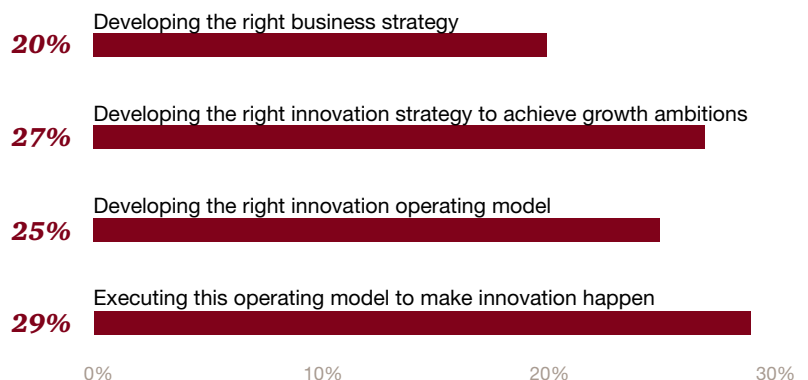 Developing the right business strategy
20%
Developing the right innovation strategy to achieve growth ambitions
27%
Developing the right innovation operating model
25%
Executing this operating model to make innovation happen
29%
0% 10% 20% 30%